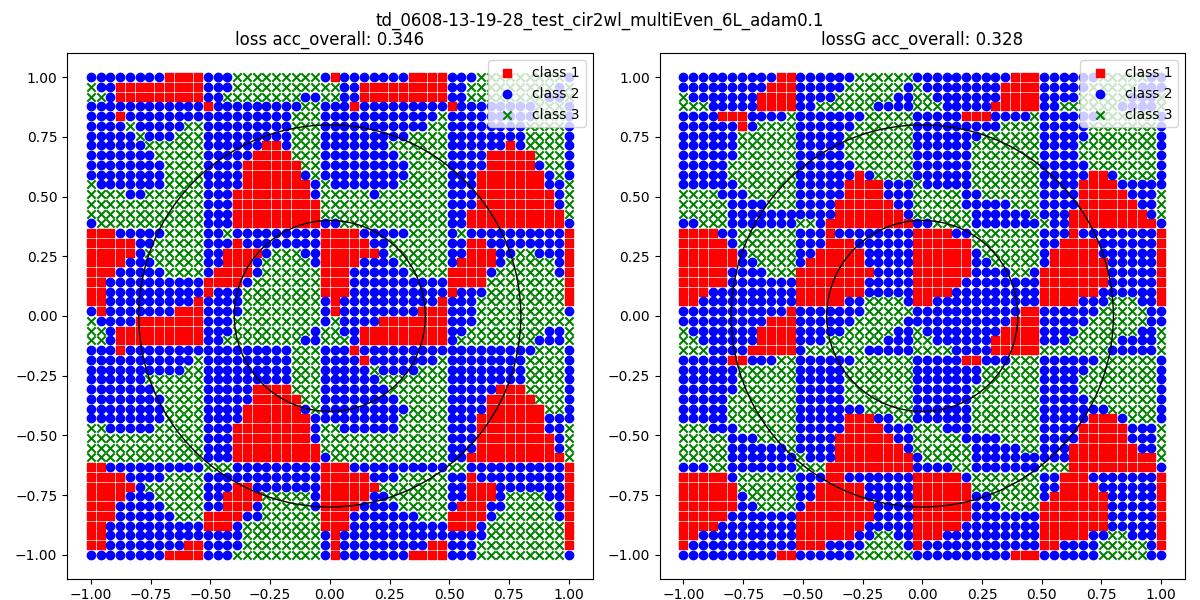 td_0608-13-19-28_test_cir2wl_multiEven_6L_adam0.1
loss acc_overall: 0.346
lossG acc_overall: 0.328
class 1
class 2
class 3
class 1
class 2
class 3
1.00
0.75
0.50
0.25
0.00
−0.25
−0.50
−0.75
−1.00
1.00
0.75
0.50
0.25
0.00
−0.25
−0.50
−0.75
−1.00
−1.00 −0.75 −0.50 −0.25 0.00 0.25 0.50 0.75 1.00
−1.00 −0.75 −0.50 −0.25 0.00 0.25 0.50 0.75 1.00